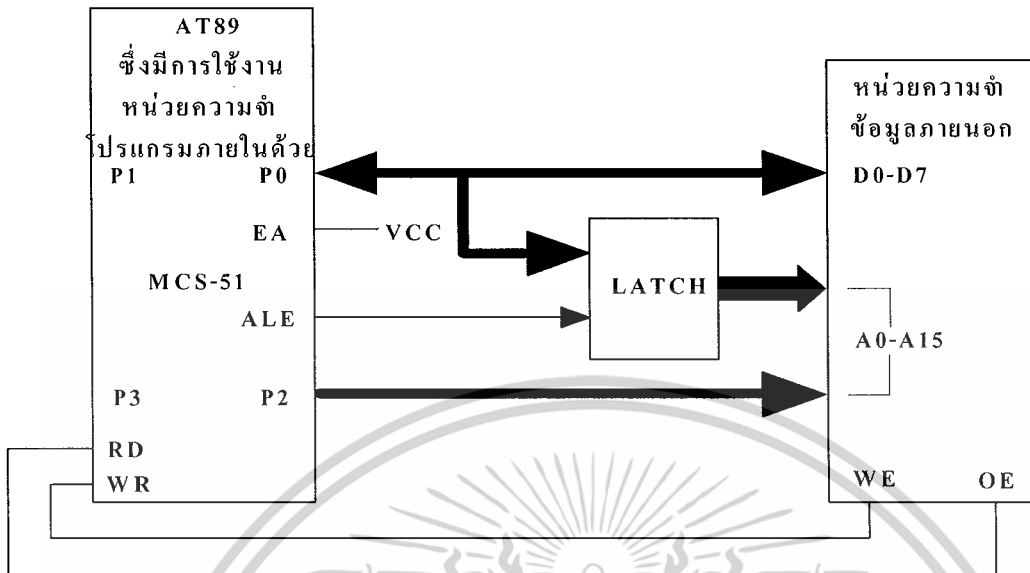 AT89
ซึ่งมีการใช้งาน
หน่วยความจำ
โปรแกรมภายในด้วย
P1 P0
EA VCC
MCS-51
ALE
P3 P2
RD
WR
LATCH
หน่วยความจำ
ข้อมูลภายนอก
D0-D7
A0-A15
WE OE